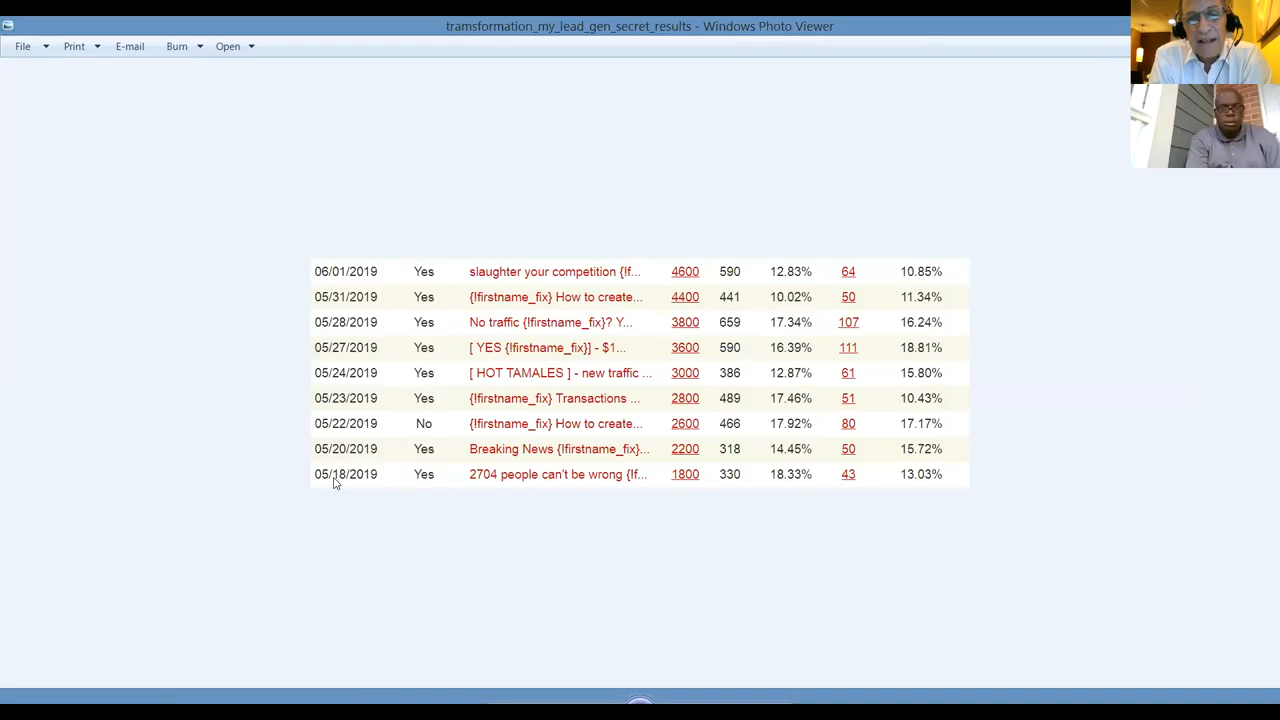 tramsformation_my_lead_gen_secret_results - Windows Photo Viewer
File Print E-mail Burn Open
06/01/2019 Yes slaughter your competition {!f... 4600 590 12.83% 64 10.85%
05/31/2019 Yes {!firstname_fix} How to create... 4400 441 10.02% 50 11.34%
05/28/2019 Yes No traffic {!firstname_fix}? Y... 3800 659 17.34% 107 16.24%
05/27/2019 Yes [ YES {!firstname_fix}] - $1... 3600 590 16.39% 111 18.81%
05/24/2019 Yes [ HOT TAMALES ] - new traffic ... 3000 386 12.87% 61 15.80%
05/23/2019 Yes {!firstname_fix} Transactions ... 2800 489 17.46% 51 10.43%
05/22/2019 No {!firstname_fix} How to create... 2600 466 17.92% 80 17.17%
05/20/2019 Yes Breaking News {!firstname_fix}... 2200 318 14.45% 50 15.72%
05/18/2019 Yes 2704 people can't be wrong {!f... 1800 330 18.33% 43 13.03%